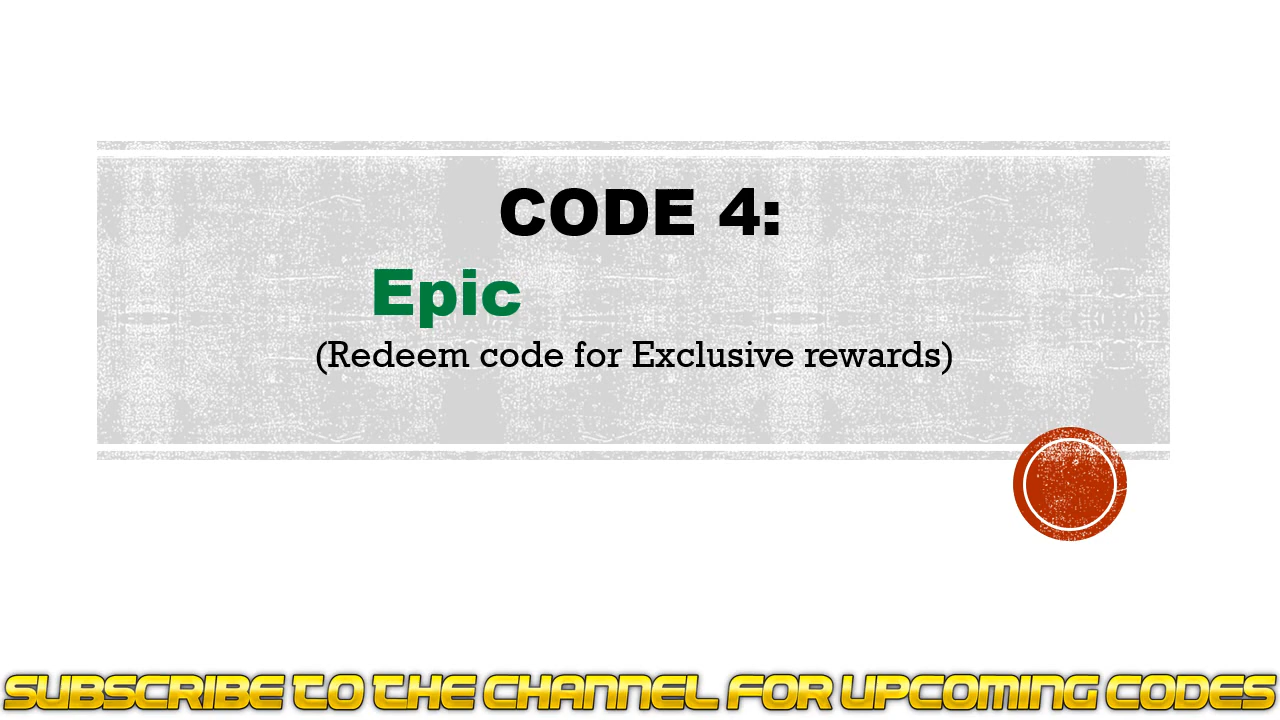 CODE 4:
Epic
(Redeem code for Exclusive rewards)
SUBSCRIBE TO THE CHANNEL FOR UPCOMING CODES